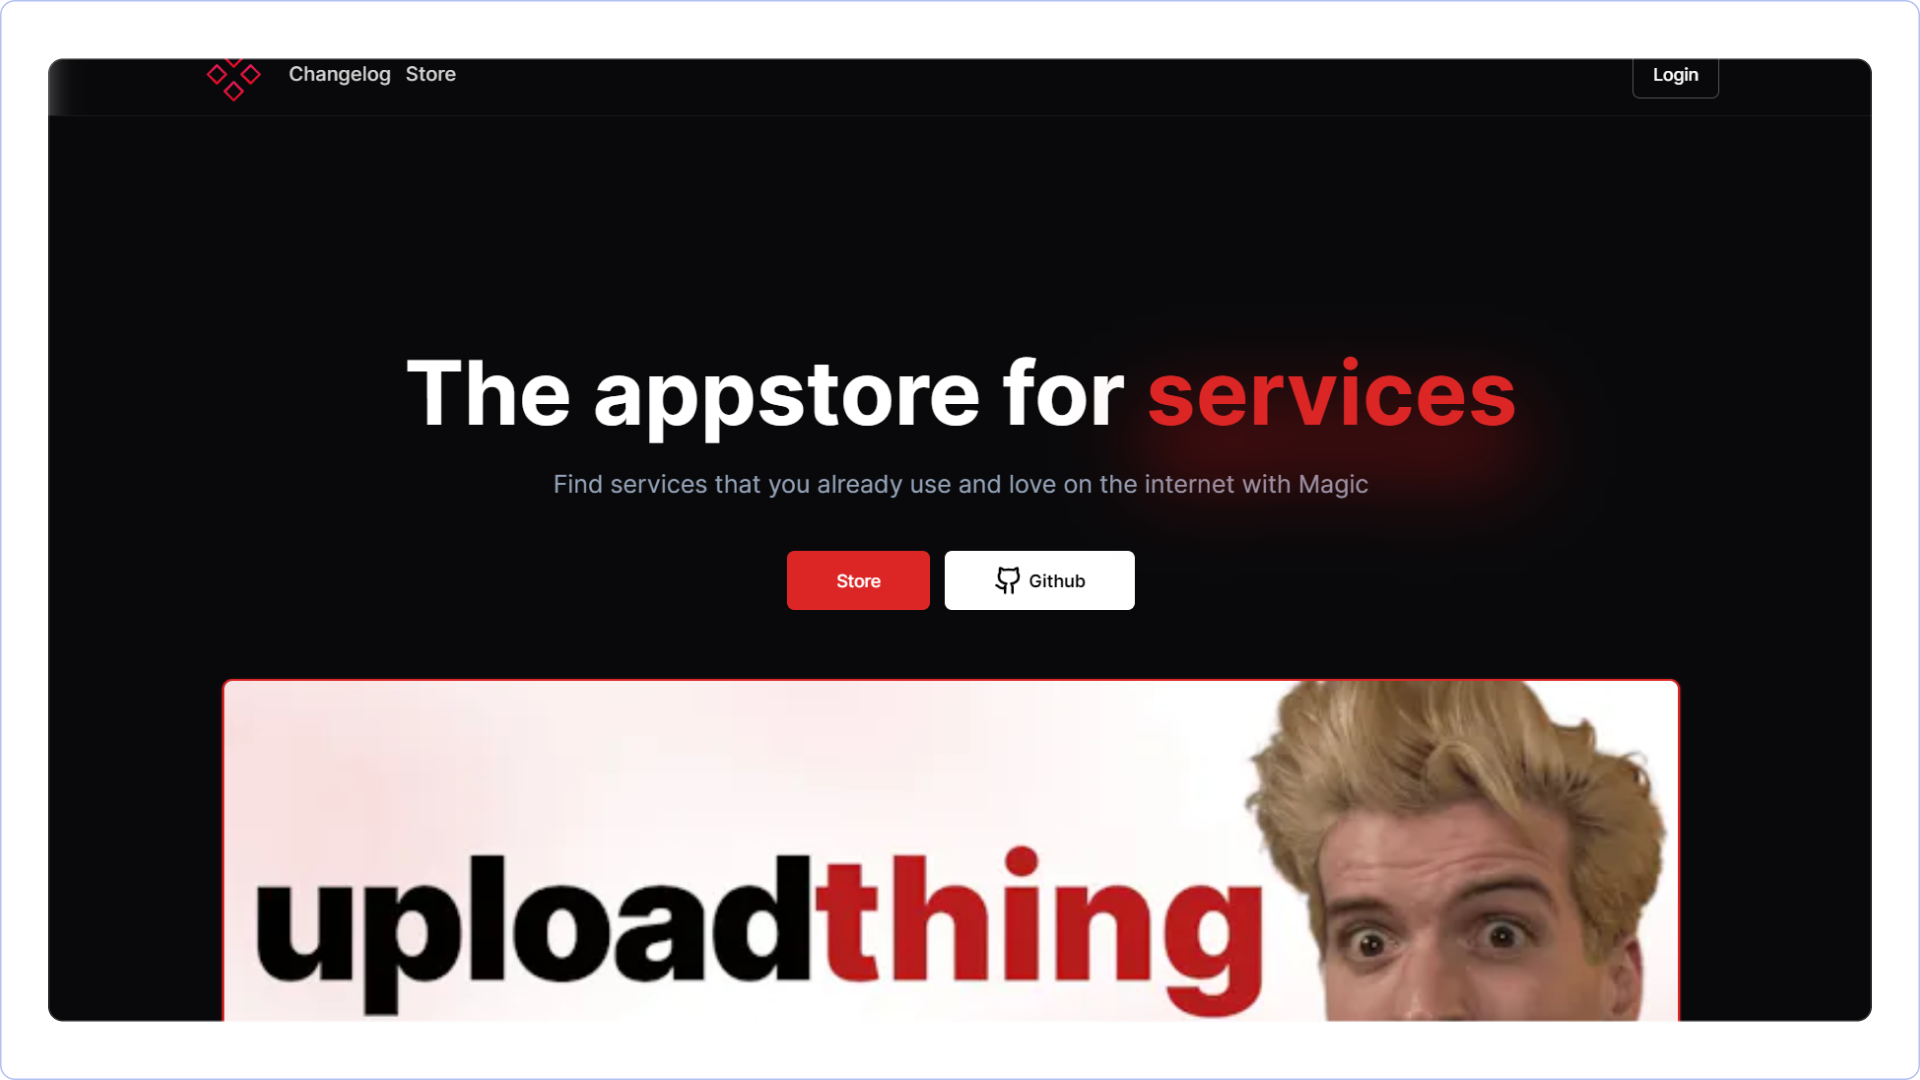 Changelog Store Login
The appstore for services
Find services that you already use and love on the internet with Magic
Store Github
uploadthing